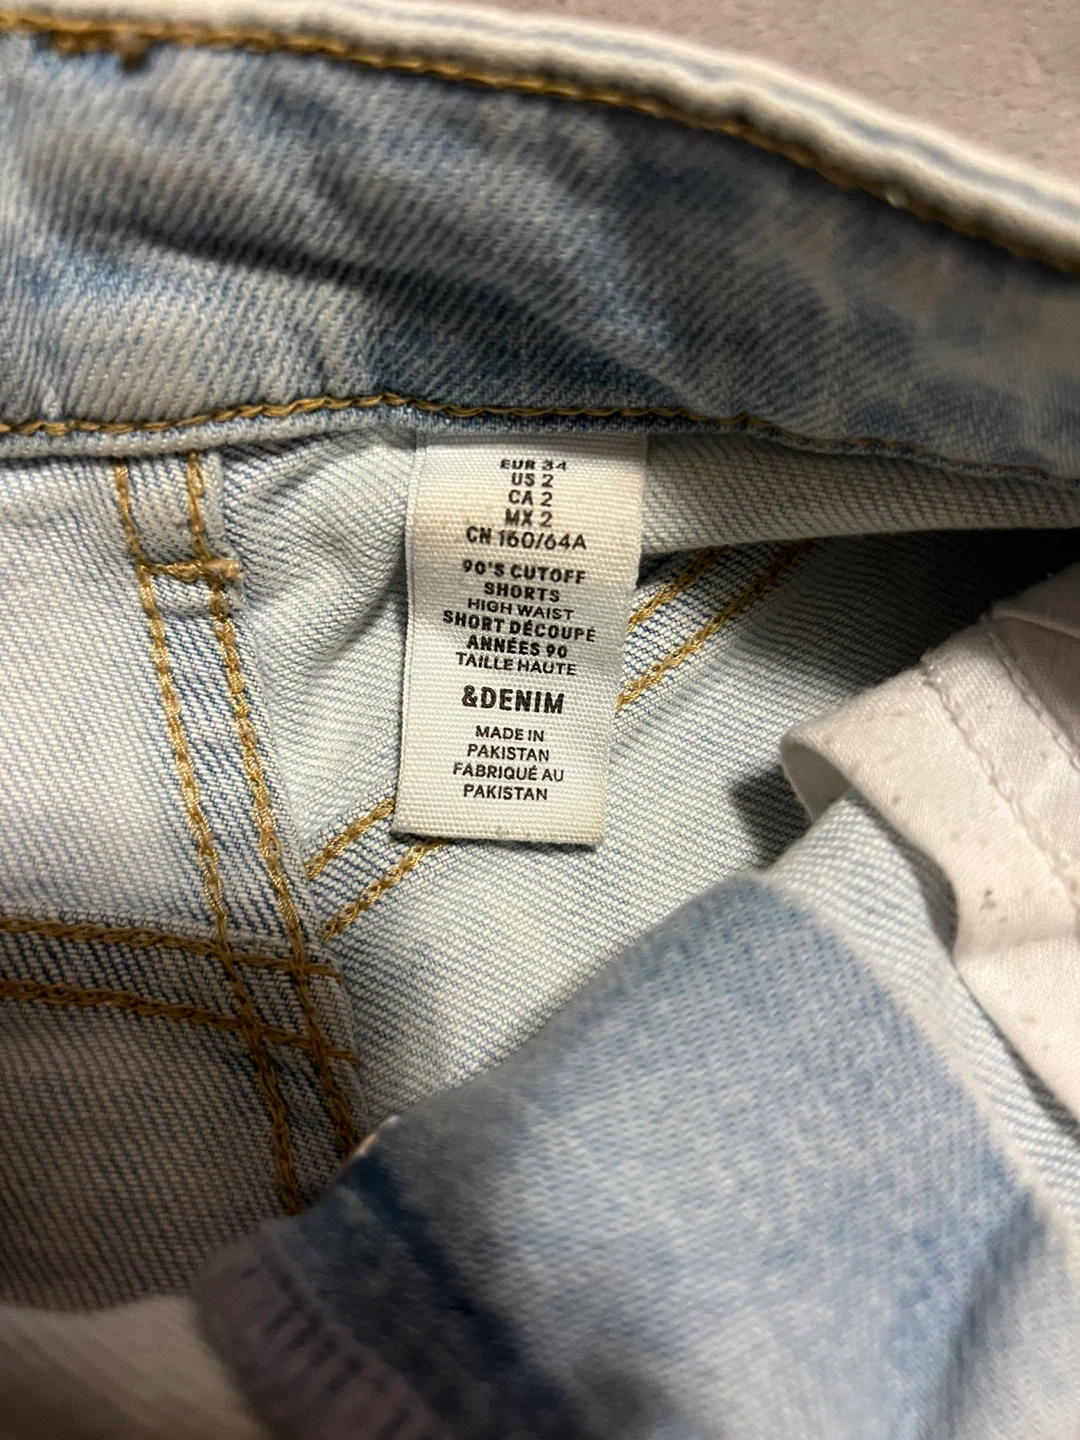 EUR 34
US 2
CA 2
MX 2
CN 160/64A
90'S CUTOFF
SHORTS
HIGH WAIST
SHORT DÉCOUPÉ
ANNÉES 90
TAILLE HAUTE
&DENIM
MADE IN
PAKISTAN
FABRIQUÉ AU
PAKISTAN